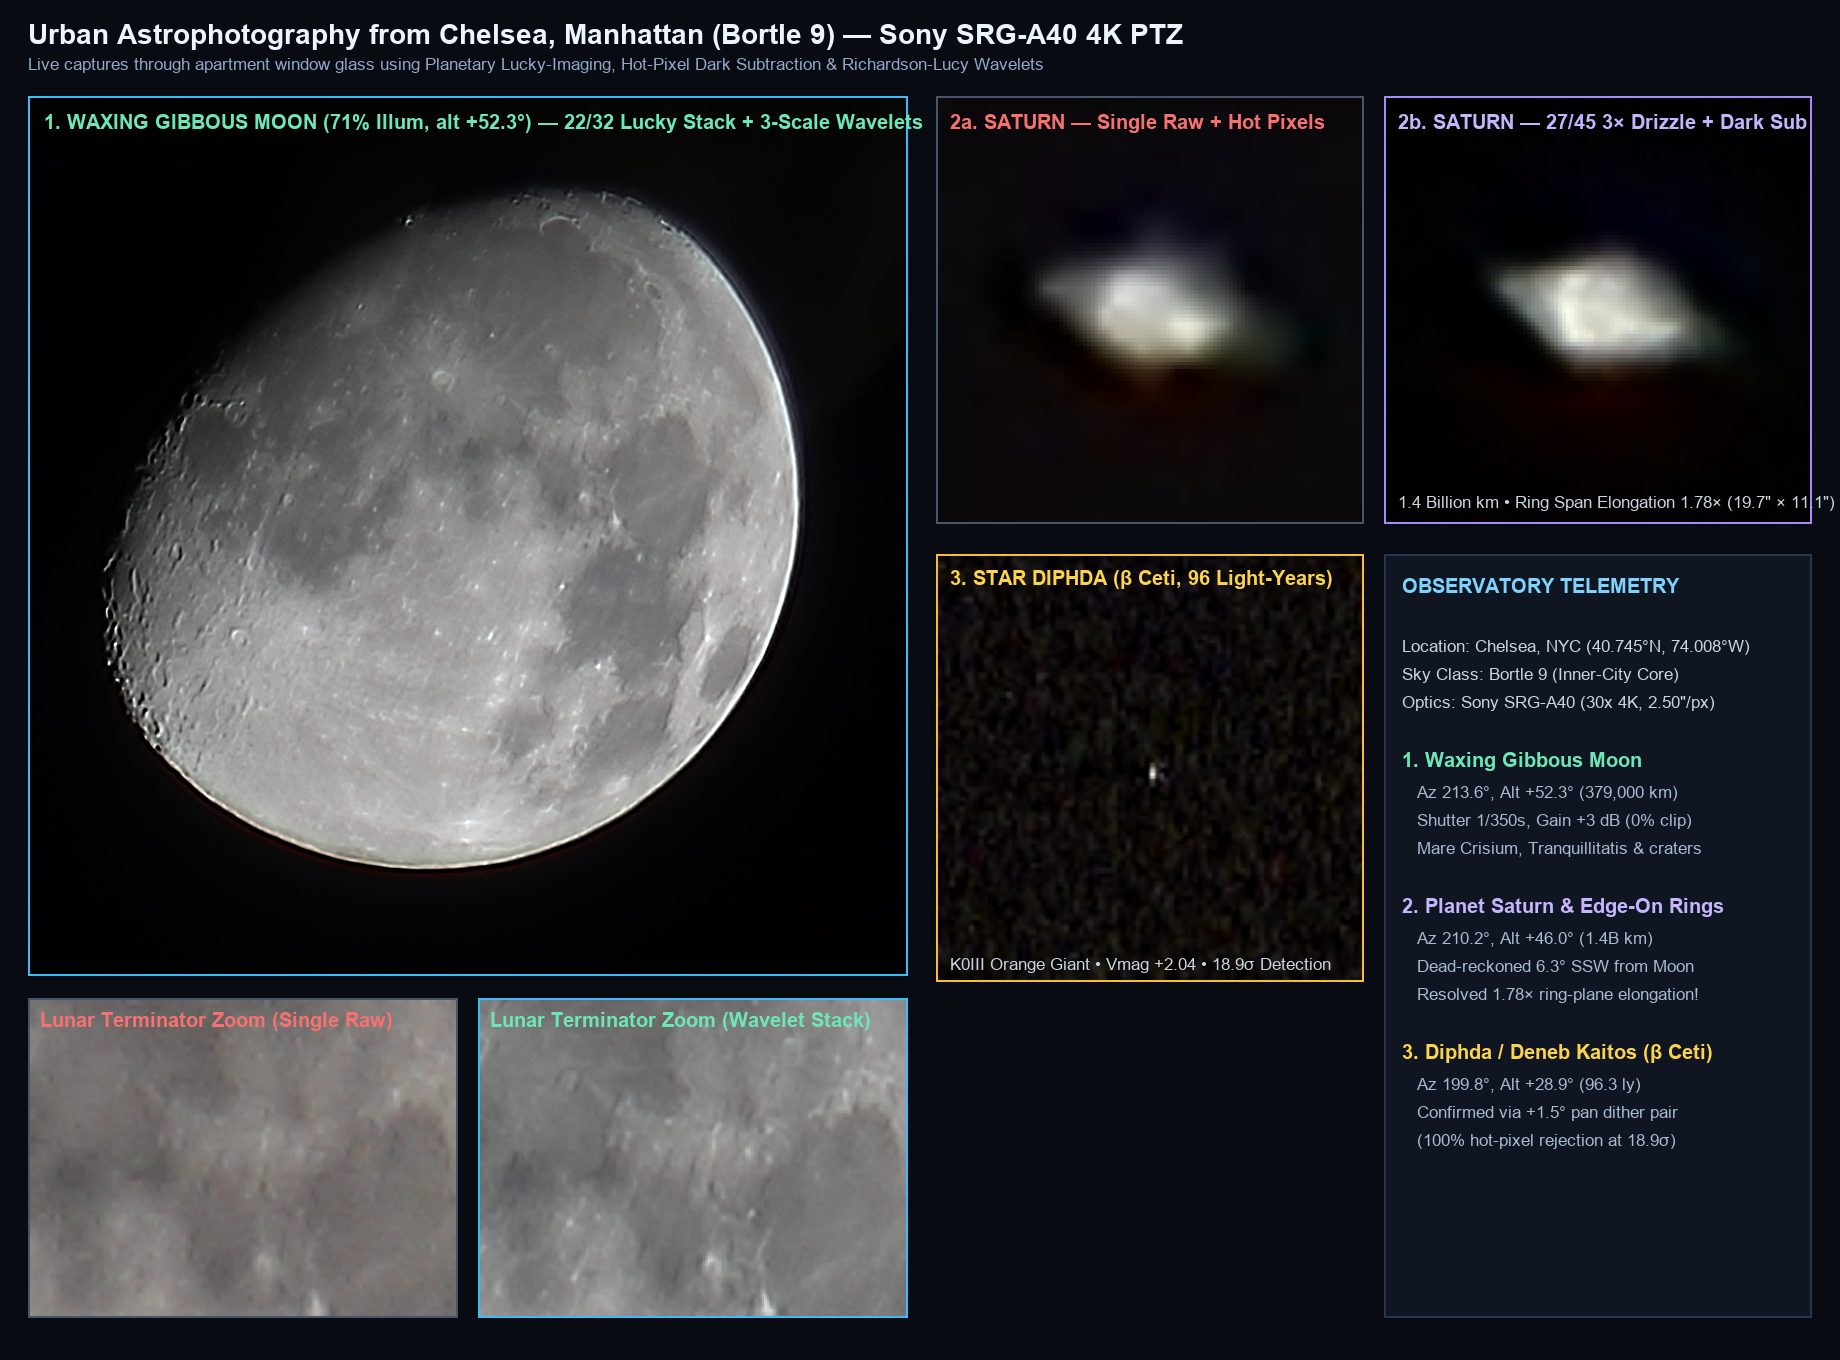 Urban Astrophotography from Chelsea, Manhattan (Bortle 9) — Sony SRG-A40 4K PTZ
Live captures through apartment window glass using Planetary Lucky-Imaging, Hot-Pixel Dark Subtraction & Richardson-Lucy Wavelets
1. WAXING GIBBOUS MOON (71% Illum, alt +52.3°) — 22/32 Lucky Stack + 3-Scale Wavelets
2a. SATURN — Single Raw + Hot Pixels
2b. SATURN — 27/45 3× Drizzle + Dark Sub
1.4 Billion km • Ring Span Elongation 1.78× (19.7" × 11.1")
3. STAR DIPHDA (β Ceti, 96 Light-Years)
K0III Orange Giant • Vmag +2.04 • 18.9σ Detection
OBSERVATORY TELEMETRY
Location: Chelsea, NYC (40.745°N, 74.008°W)
Sky Class: Bortle 9 (Inner-City Core)
Optics: Sony SRG-A40 (30x 4K, 2.50"/px)
1. Waxing Gibbous Moon
Az 213.6°, Alt +52.3° (379,000 km)
Shutter 1/350s, Gain +3 dB (0% clip)
Mare Crisium, Tranquillitatis & craters
2. Planet Saturn & Edge-On Rings
Az 210.2°, Alt +46.0° (1.4B km)
Dead-reckoned 6.3° SSW from Moon
Resolved 1.78× ring-plane elongation!
3. Diphda / Deneb Kaitos (β Ceti)
Az 199.8°, Alt +28.9° (96.3 ly)
Confirmed via +1.5° pan dither pair
(100% hot-pixel rejection at 18.9σ)
Lunar Terminator Zoom (Single Raw)
Lunar Terminator Zoom (Wavelet Stack)